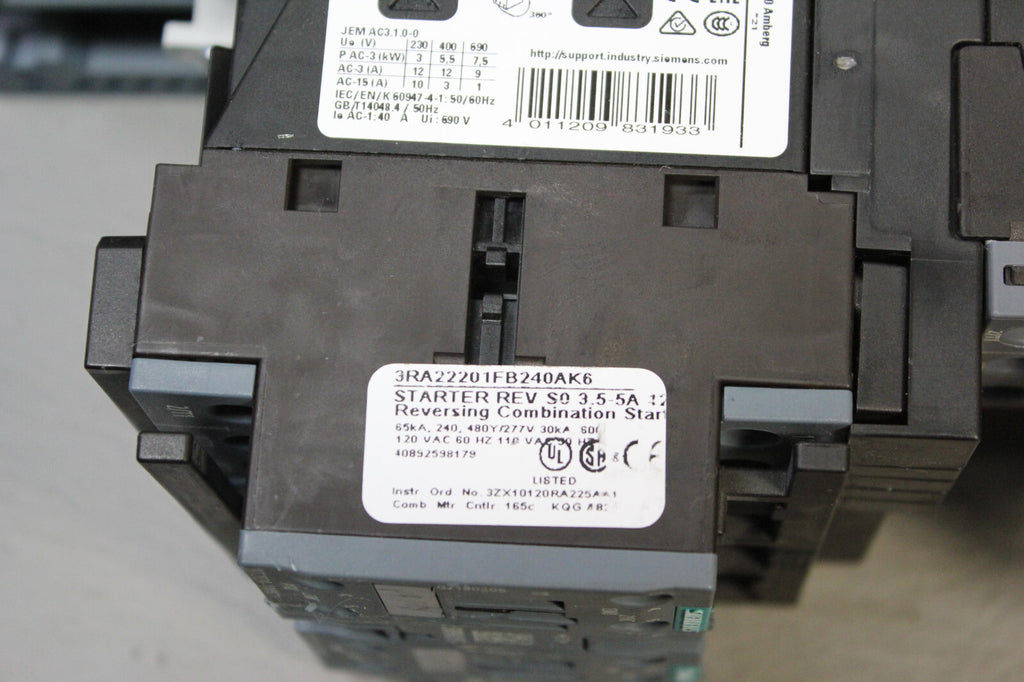 360°
JEM AC3.1.0-0
Ue (V) 230 400 690
P AC-3 (kW) 3 5,5 7,5
AC-3 (A) 12 12 9
AC-15 (A) 10 3 1
IEC/EN/K 60947-4-1: 50/60Hz
GB/T14048.4 / 50Hz
Ie AC-1: 40 A Ui: 690 V
http://support.industry.siemens.com
4 011209 831933
Amberg
3RA22201FB240AK6
STARTER REV S0 3.5-5A
Reversing Combination
65kA, 240, 480Y/277V 30kA
120 VAC 60 HZ 110
40892598179
UL
LISTED
CE
Instr. Ord No. 3ZX10120RA225
Comb Mtr Cntlr 165c KQG